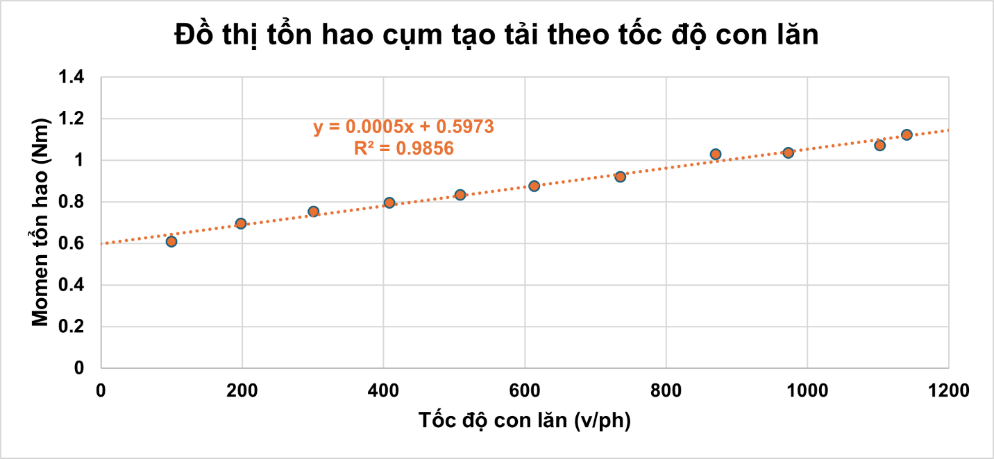 Đồ thị tổn hao cụm tạo tải theo tốc độ con lăn
Momen tổn hao (Nm)
1.4
1.2
1
0.8
0.6
0.4
0.2
0
y = 0.0005x + 0.5973
R² = 0.9856
0 200 400 600 800 1000 1200
Tốc độ con lăn (v/ph)